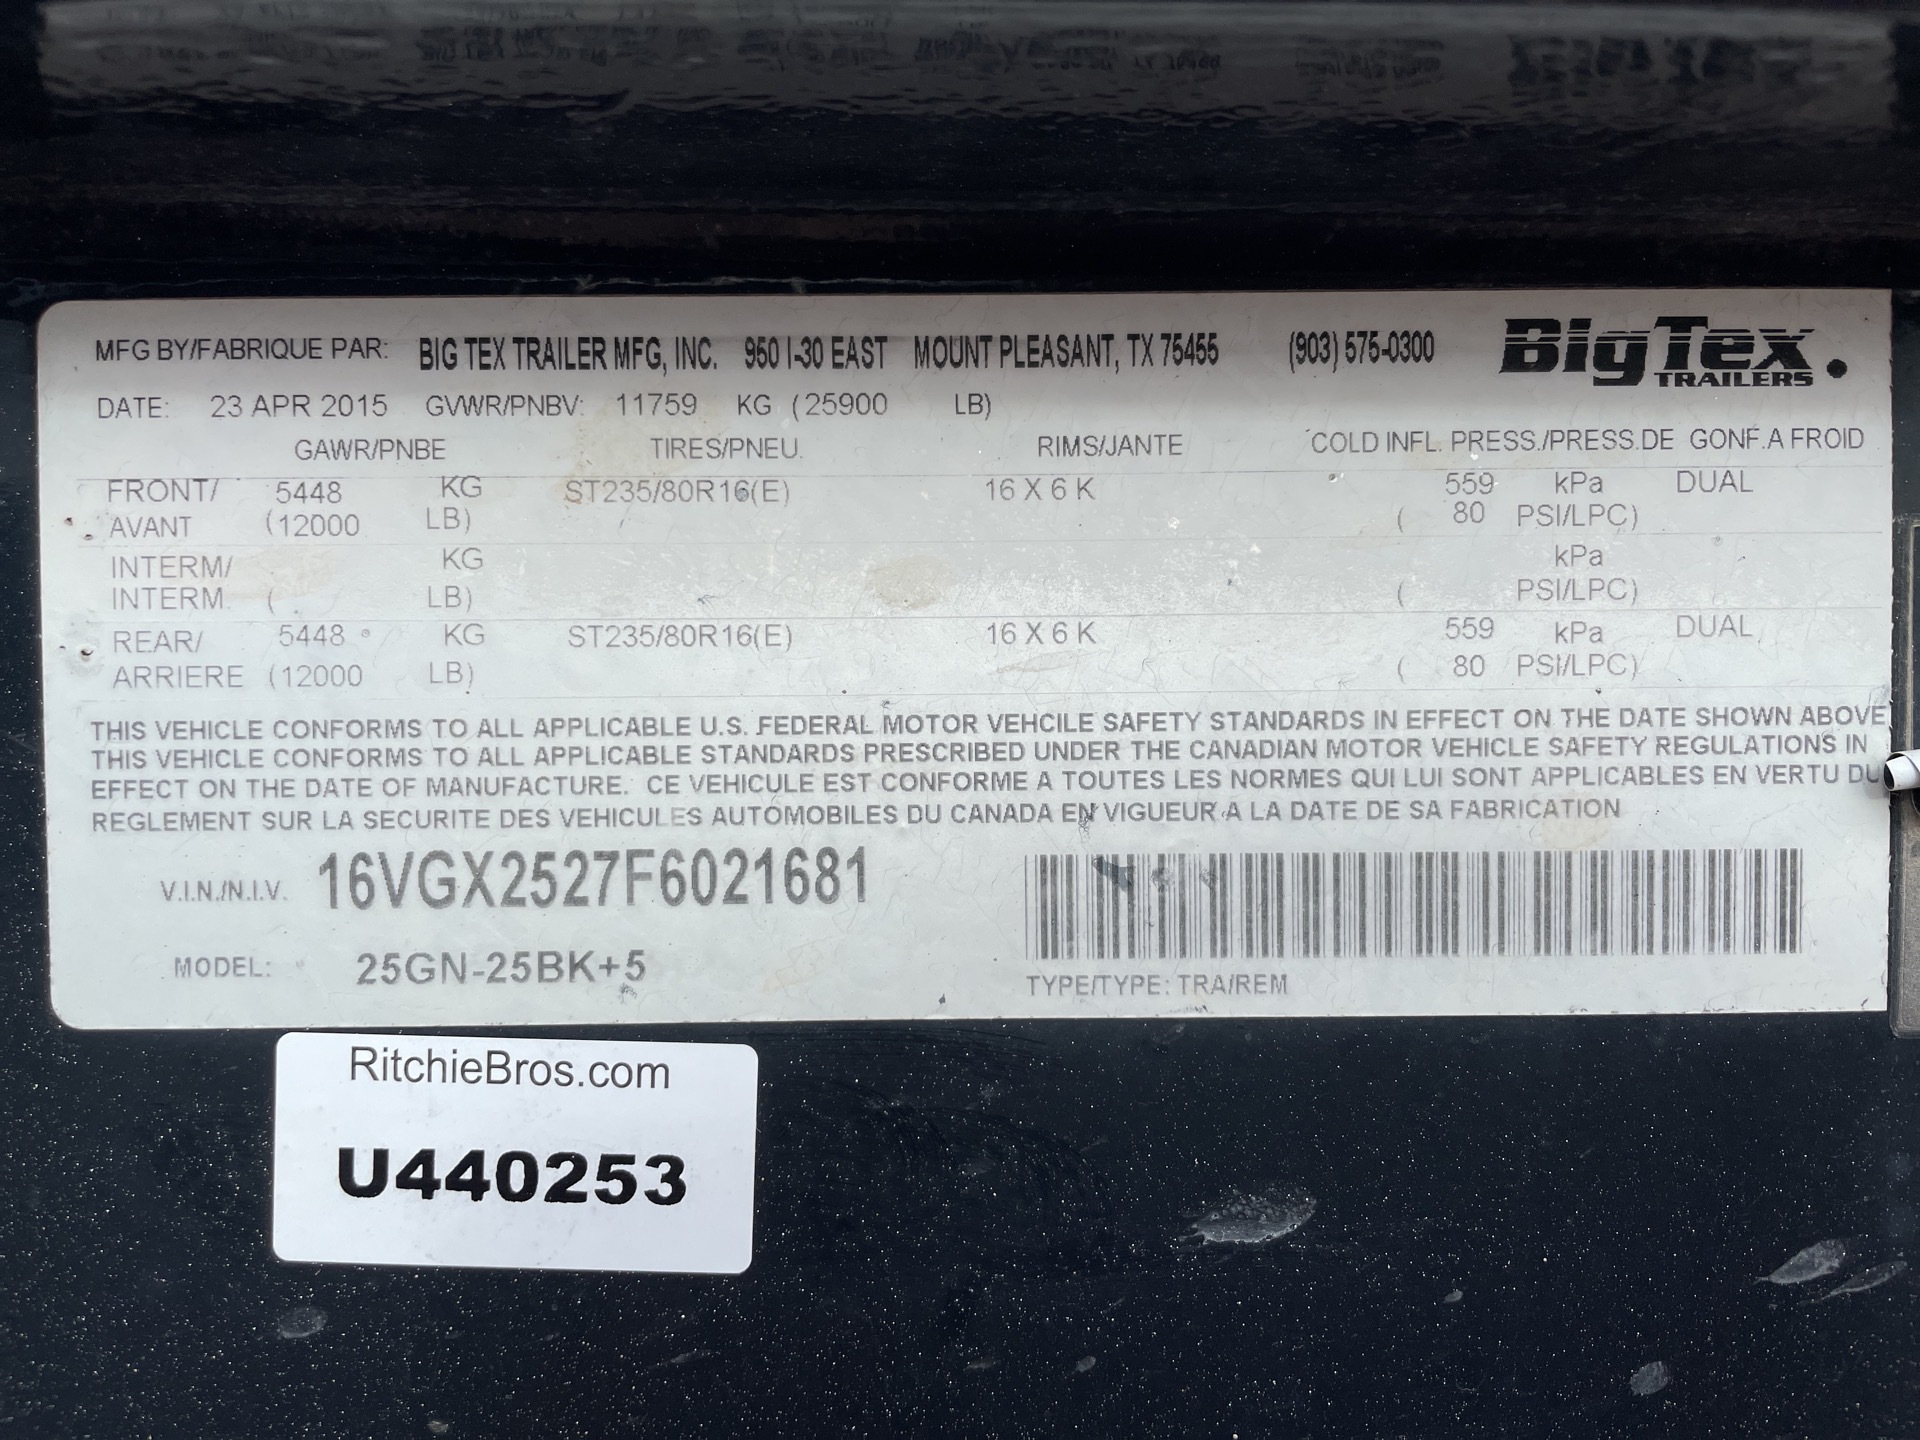 MFG BY/FABRIQUE PAR: BIG TEX TRAILER MFG, INC. 950 I-30 EAST MOUNT PLEASANT, TX 75455 (903) 575-0300 BigTex TRAILERS
DATE: 23 APR 2015 GVWR/PNBV: 11759 KG (25900 LB)
GAWR/PNBE TIRES/PNEU. RIMS/JANTE COLD INFL. PRESS./PRESS.DE GONF.A FROID
FRONT/ 5448 KG ST235/80R16(E) 16 X 6 K 559 kPa DUAL
AVANT (12000 LB) ( 80 PSI/LPC)
INTERM/ KG kPa
INTERM. ( LB) ( PSI/LPC)
REAR/ 5448 KG ST235/80R16(E) 16 X 6 K 559 kPa DUAL
ARRIERE (12000 LB) ( 80 PSI/LPC)
THIS VEHICLE CONFORMS TO ALL APPLICABLE U.S. FEDERAL MOTOR VEHCILE SAFETY STANDARDS IN EFFECT ON THE DATE SHOWN ABOVE
THIS VEHICLE CONFORMS TO ALL APPLICABLE STANDARDS PRESCRIBED UNDER THE CANADIAN MOTOR VEHICLE SAFETY REGULATIONS IN
EFFECT ON THE DATE OF MANUFACTURE. CE VEHICULE EST CONFORME A TOUTES LES NORMES QUI LUI SONT APPLICABLES EN VERTU DU
REGLEMENT SUR LA SECURITE DES VEHICULES AUTOMOBILES DU CANADA EN VIGUEUR A LA DATE DE SA FABRICATION
V.I.N./N.I.V. 16VGX2527F6021681
MODEL: 25GN-25BK+5
TYPE/TYPE: TRA/REM
RitchieBros.com
U440253